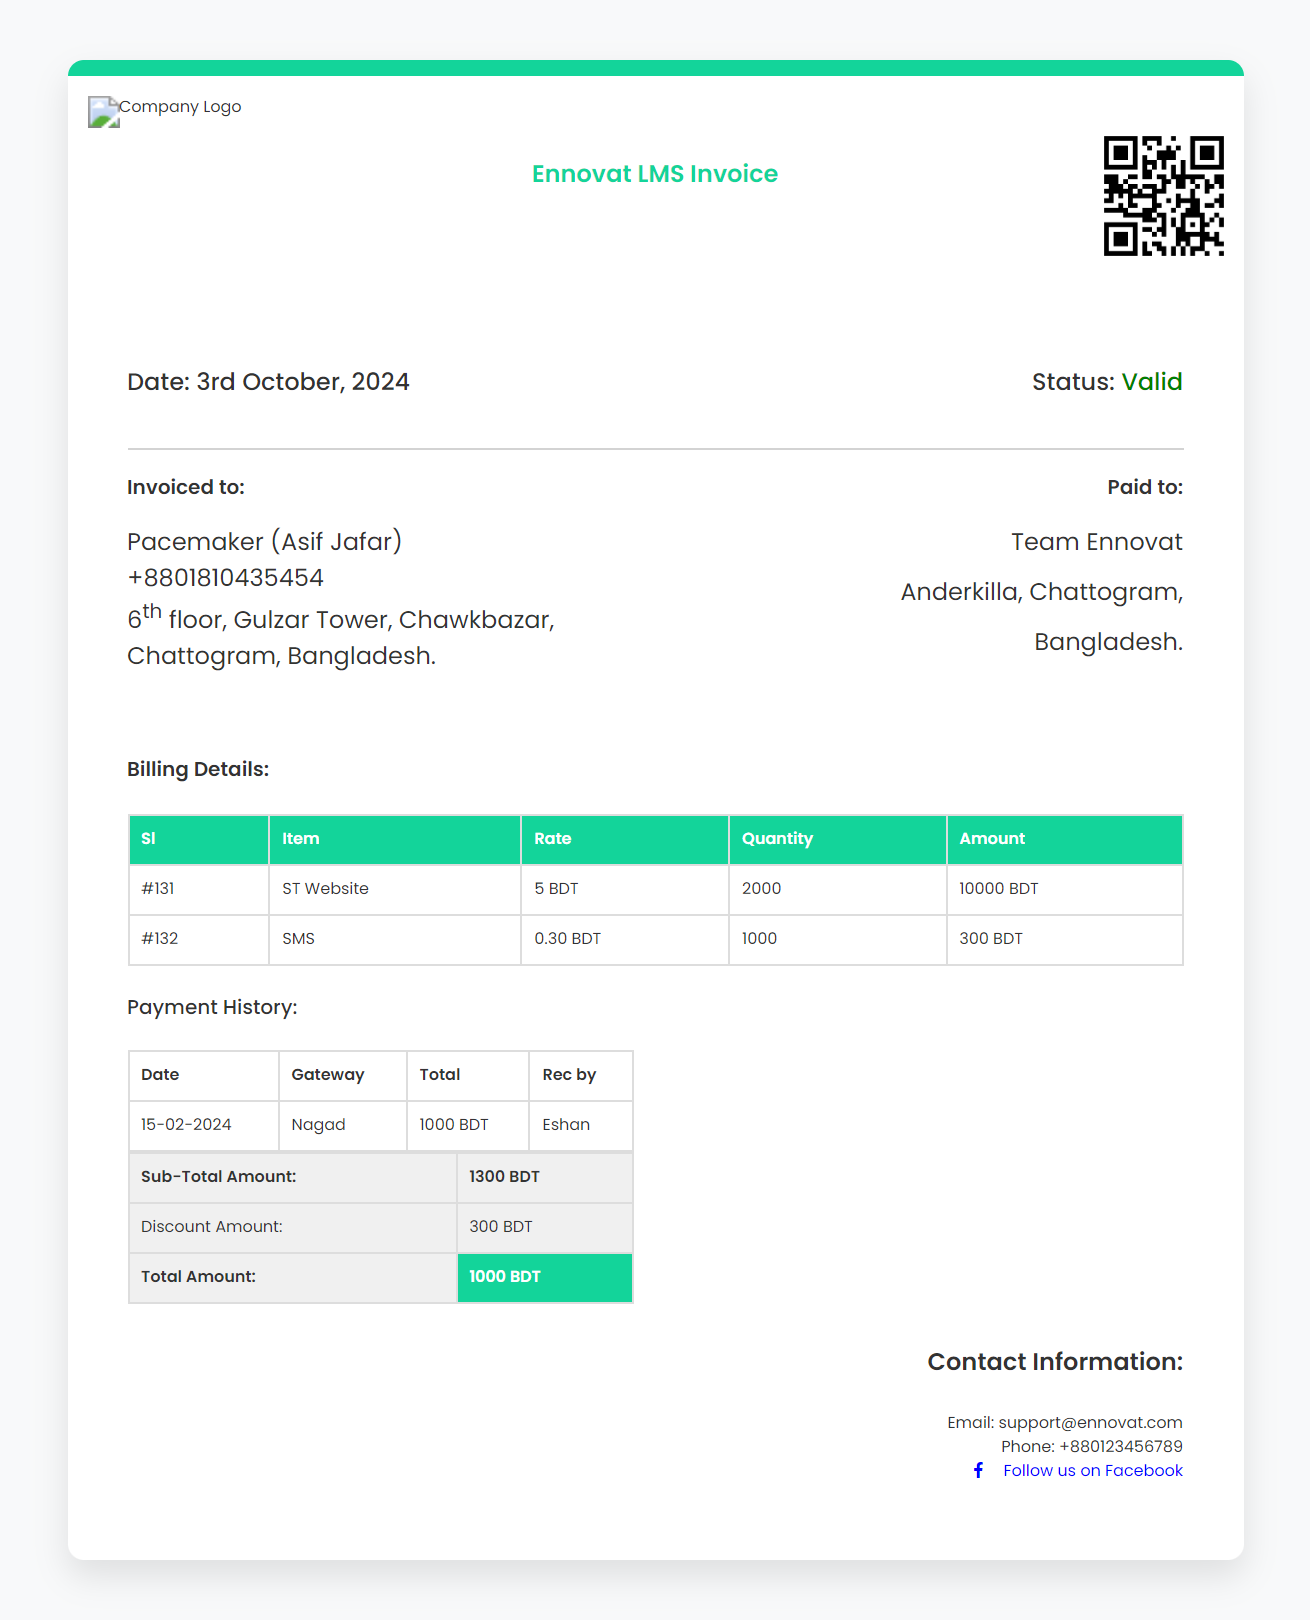 Company Logo
Ennovat LMS Invoice
Date: 3rd October, 2024
Status: Valid
Invoiced to:
Pacemaker (Asif Jafar)
+8801810435454
6th floor, Gulzar Tower, Chawkbazar,
Chattogram, Bangladesh.
Paid to:
Team Ennovat
Anderkilla, Chattogram,
Bangladesh.
Billing Details:
Sl Item Rate Quantity Amount
#131 ST Website 5 BDT 2000 10000 BDT
#132 SMS 0.30 BDT 1000 300 BDT
Payment History:
Date Gateway Total Rec by
15-02-2024 Nagad 1000 BDT Eshan
Sub-Total Amount: 1300 BDT
Discount Amount: 300 BDT
Total Amount: 1000 BDT
Contact Information:
Email: support@ennovat.com
Phone: +880123456789
Follow us on Facebook